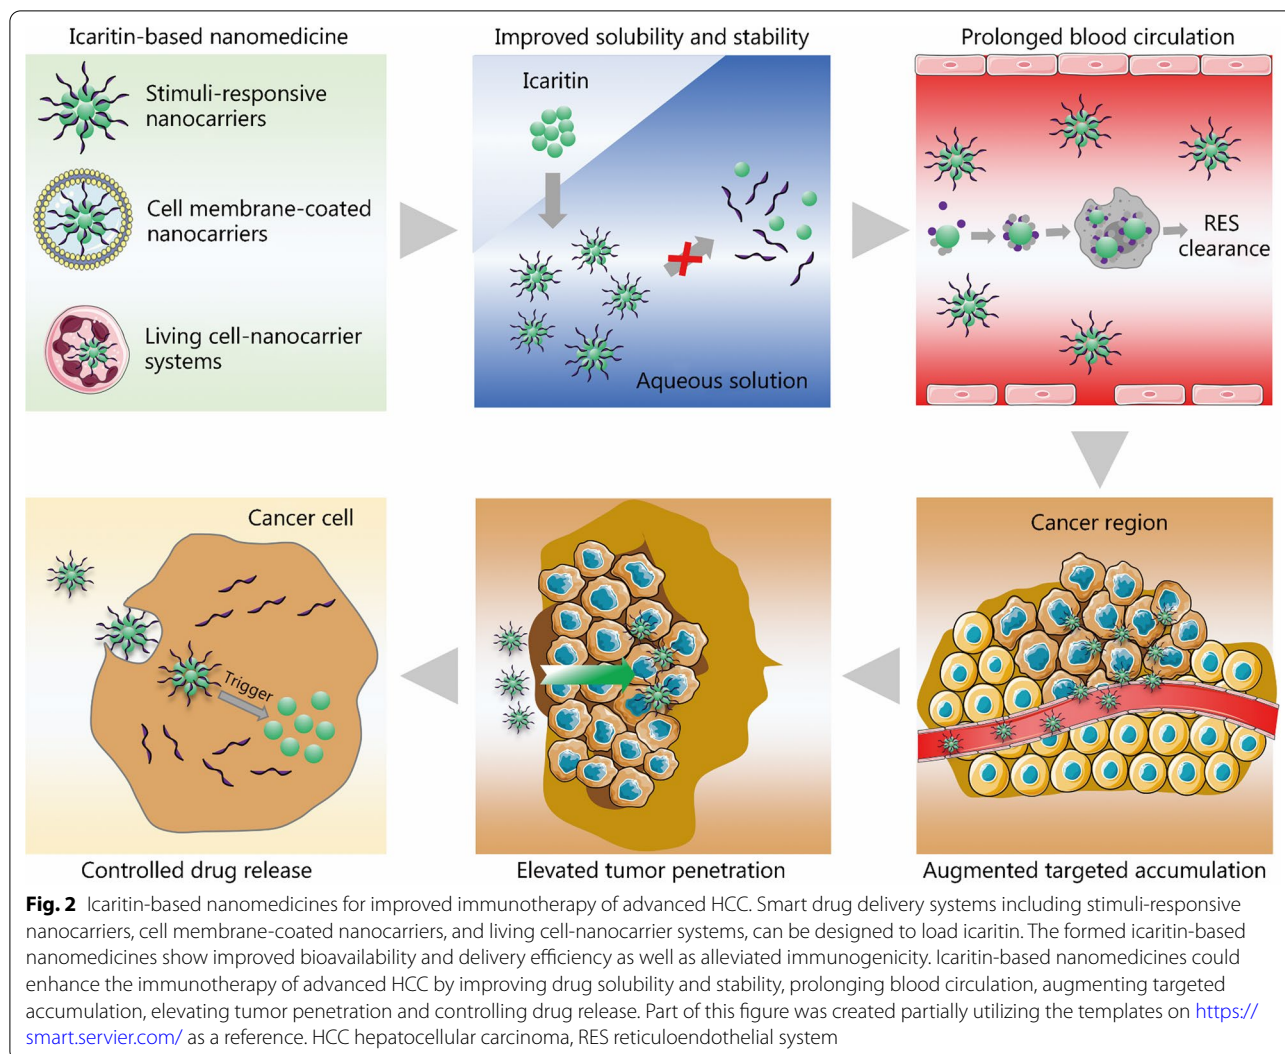 Icaritin-based nanomedicine
Improved solubility and stability
Prolonged blood circulation
Stimuli-responsive
nanocarriers
Cell membrane-coated
nanocarriers
Living cell-nanocarrier
systems
Icaritin
Aqueous solution
RES
clearance
Cancer cell
Trigger
Cancer region
Controlled drug release
Elevated tumor penetration
Augmented targeted accumulation
Fig. 2 Icaritin-based nanomedicines for improved immunotherapy of advanced HCC. Smart drug delivery systems including stimuli-responsive
nanocarriers, cell membrane-coated nanocarriers, and living cell-nanocarrier systems, can be designed to load icaritin. The formed icaritin-based
nanomedicines show improved bioavailability and delivery efficiency as well as alleviated immunogenicity. Icaritin-based nanomedicines could
enhance the immunotherapy of advanced HCC by improving drug solubility and stability, prolonging blood circulation, augmenting targeted
accumulation, elevating tumor penetration and controlling drug release. Part of this figure was created partially utilizing the templates on https://
smart.servier.com/ as a reference. HCC hepatocellular carcinoma, RES reticuloendothelial system